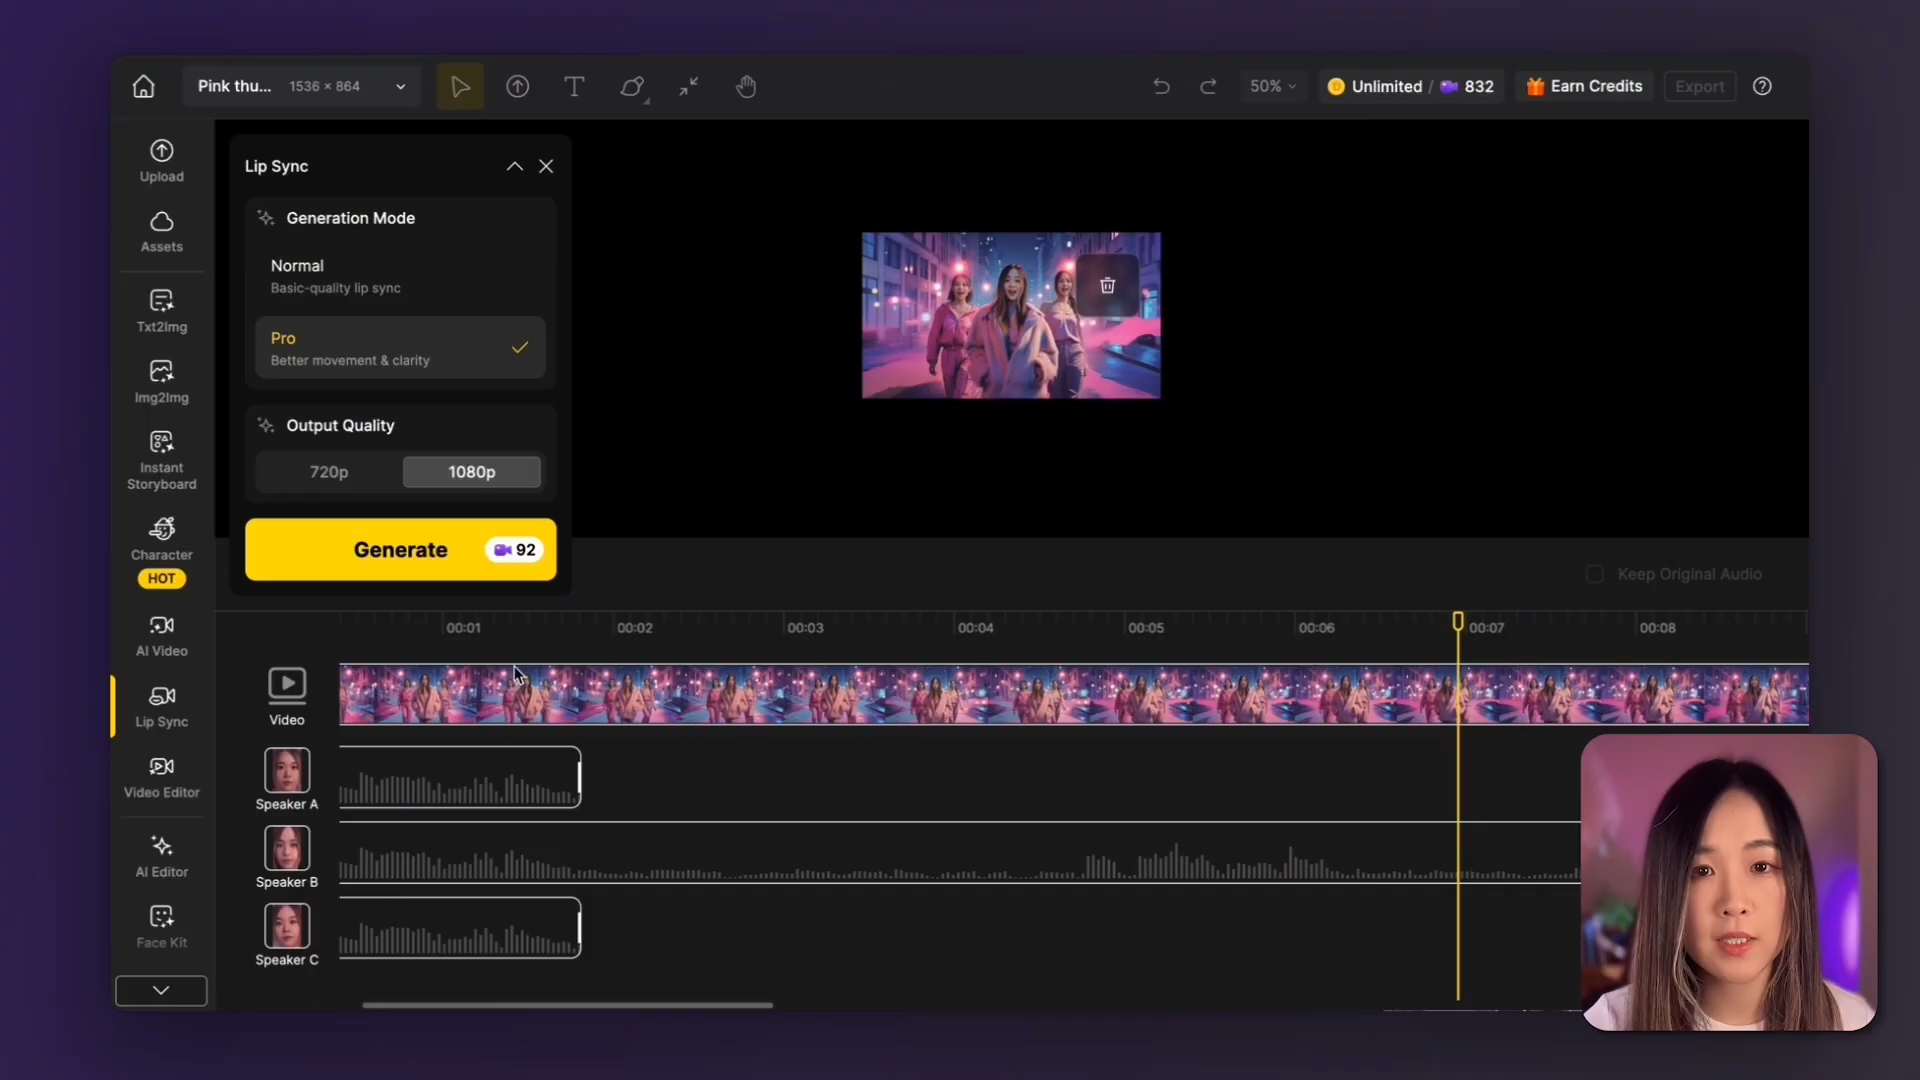 Pink thu... 1536 × 864
50% Unlimited / 832 Earn Credits Export
Upload
Assets
Txt2Img
Img2Img
Instant
Storyboard
Character
HOT
AI Video
Lip Sync
Video Editor
AI Editor
Face Kit
Lip Sync
Generation Mode
Normal
Basic-quality lip sync
Pro
Better movement & clarity
Output Quality
720p 1080p
Generate 92
Keep Original Audio
00:01 00:02 00:03 00:04 00:05 00:06 00:07 00:08
Video
Speaker A
Speaker B
Speaker C